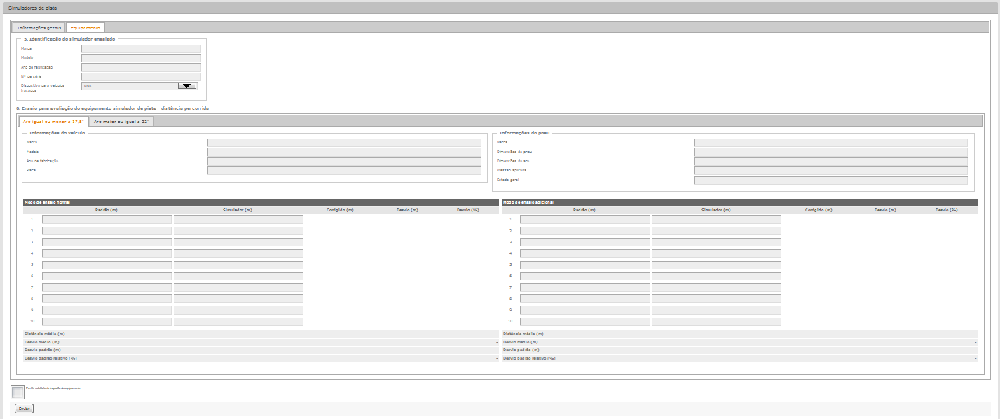 Simuladores de pista
Informações gerais Equipamento
5. Identificação do simulador ensaiado
Marca
Modelo
Ano de fabricação
Nº de série
Dispositivo para veículos traçados
Não
6. Ensaio para avaliação do equipamento simulador de pista - distância percorrida
Aro igual ou menor a 17,5" Aro maior ou igual a 22"
Informações do veículo
Marca
Modelo
Ano de fabricação
Placa
Informações do pneu
Marca
Dimensões do pneu
Dimensões do aro
Pressão aplicada
Estado geral
Modo de ensaio normal
Padrão (m) Simulador (m) Corrigido (m) Desvio (m) Desvio (%)
1
2
3
4
5
6
7
8
9
10
Distância média (m) -
Desvio médio (m) -
Desvio padrão (m) -
Desvio padrão relativo (%) -
Modo de ensaio adicional
Padrão (m) Simulador (m) Corrigido (m) Desvio (m) Desvio (%)
1
2
3
4
5
6
7
8
9
10
Distância média (m) -
Desvio médio (m) -
Desvio padrão (m) -
Desvio padrão relativo (%) -
Enviar